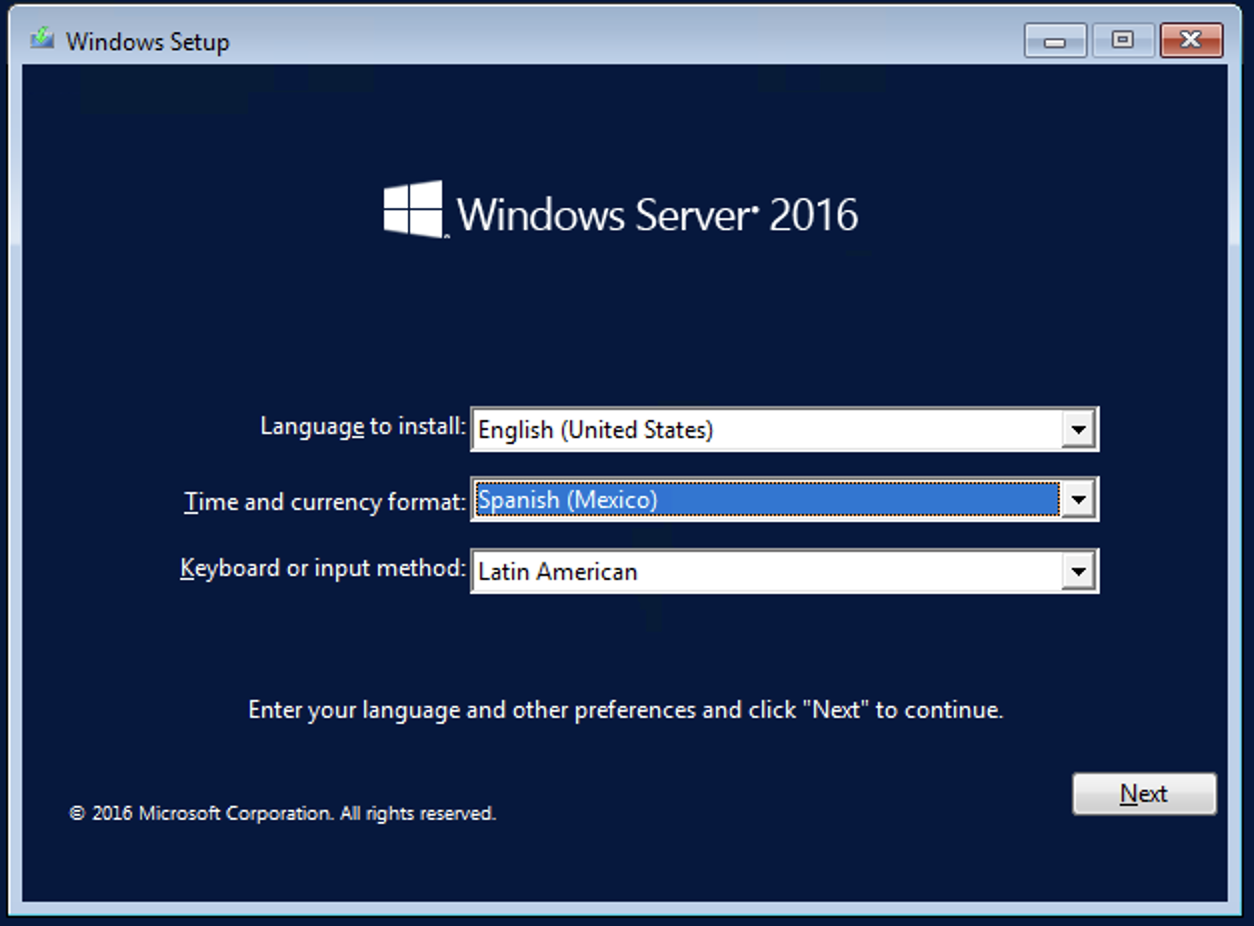 Windows Setup
Windows Server® 2016
Language to install: English (United States)
Time and currency format: Spanish (Mexico)
Keyboard or input method: Latin American
Enter your language and other preferences and click "Next" to continue.
Next
© 2016 Microsoft Corporation. All rights reserved.